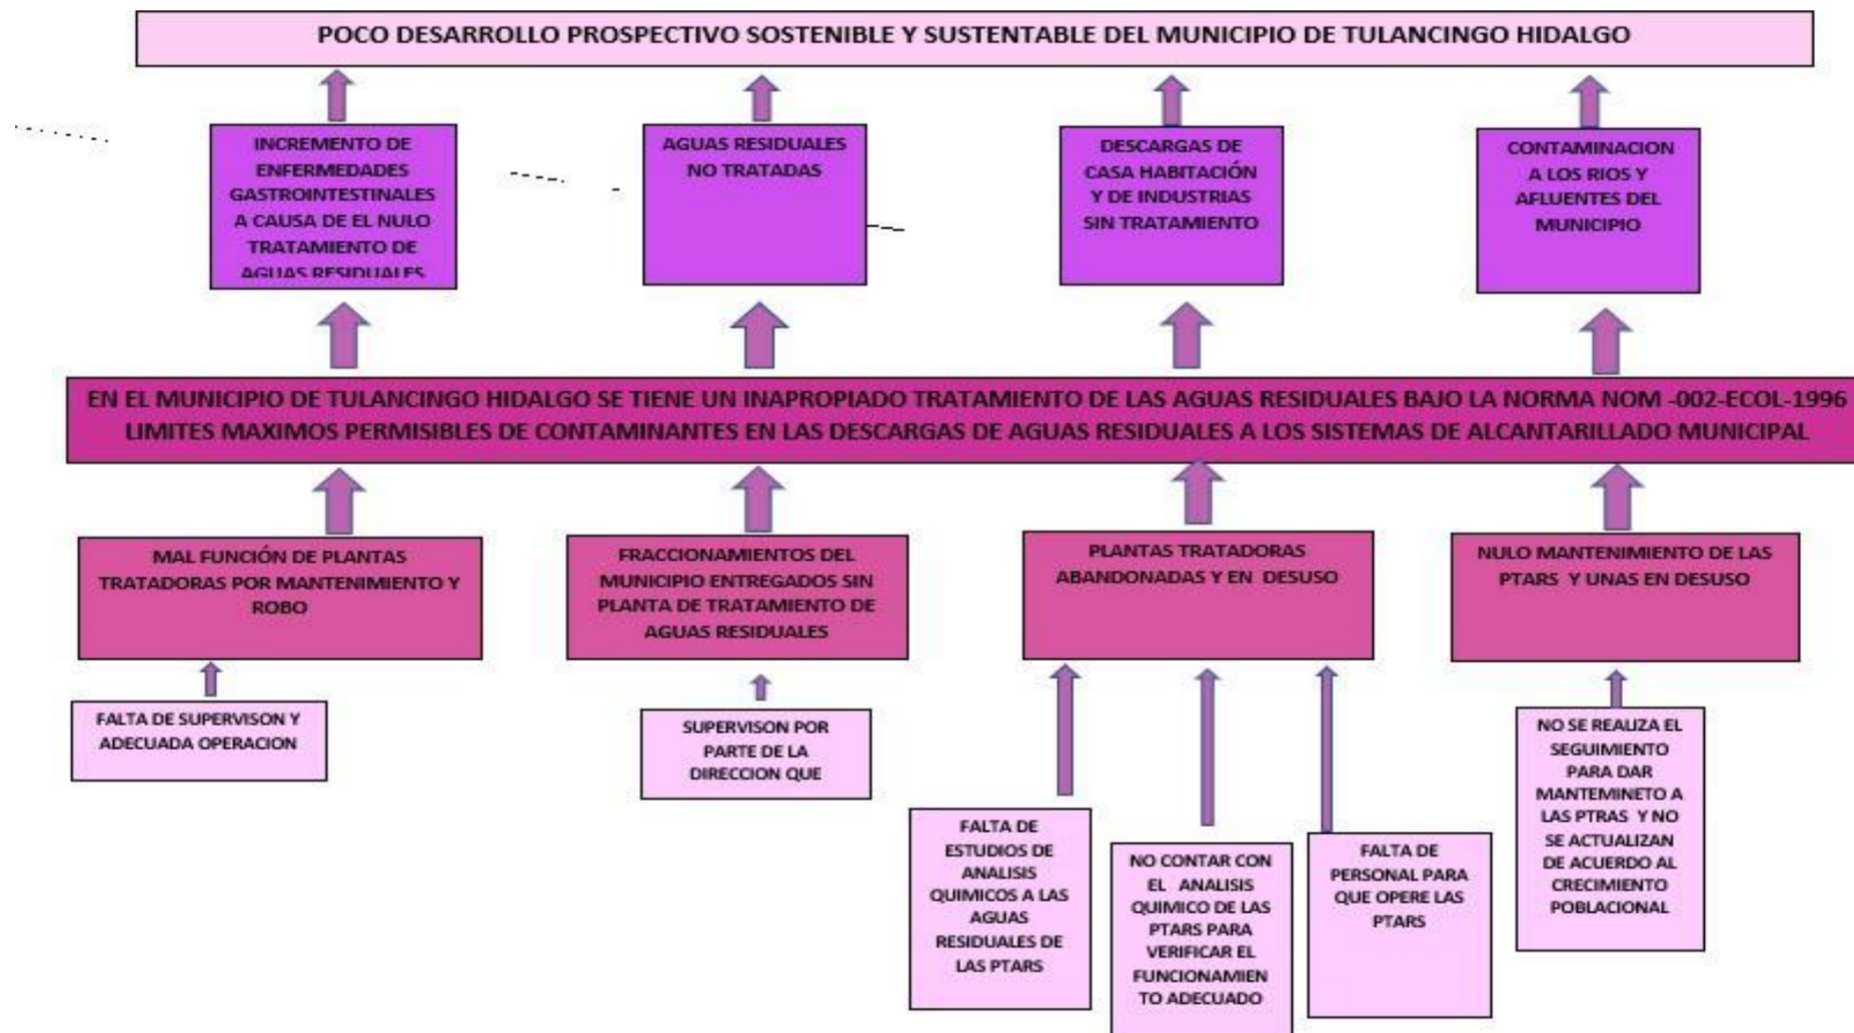 POCO DESARROLLO PROSPECTIVO SOSTENIBLE Y SUSTENTABLE DEL MUNICIPIO DE TULANCINGO HIDALGO
INCREMENTO DE
ENFERMEDADES
GASTROINTESTINALES
A CAUSA DE EL NULO
TRATAMIENTO DE
AGUAS RESIDUALES
AGUAS RESIDUALES
NO TRATADAS
DESCARGAS DE
CASA HABITACIÓN
Y DE INDUSTRIAS
SIN TRATAMIENTO
CONTAMINACION
A LOS RIOS Y
AFLUENTES DEL
MUNICIPIO
EN EL MUNICIPIO DE TULANCINGO HIDALGO SE TIENE UN INAPROPIADO TRATAMIENTO DE LAS AGUAS RESIDUALES BAJO LA NORMA NOM -002-ECOL-1996
LIMITES MAXIMOS PERMISIBLES DE CONTAMINANTES EN LAS DESCARGAS DE AGUAS RESIDUALES A LOS SISTEMAS DE ALCANTARILLADO MUNICIPAL
MAL FUNCIÓN DE PLANTAS
TRATADORAS POR MANTENIMIENTO Y
ROBO
FRACCIONAMIENTOS DEL
MUNICIPIO ENTREGADOS SIN
PLANTA DE TRATAMIENTO DE
AGUAS RESIDUALES
PLANTAS TRATADORAS
ABANDONADAS Y EN DESUSO
NULO MANTENIMIENTO DE LAS
PTARS Y UNAS EN DESUSO
FALTA DE SUPERVISON Y
ADECUADA OPERACION
SUPERVISON POR
PARTE DE LA
DIRECCION QUE
FALTA DE
ESTUDIOS DE
ANALISIS
QUIMICOS A LAS
AGUAS
RESIDUALES DE
LAS PTARS
NO CONTAR CON
EL ANALISIS
QUIMICO DE LAS
PTARS PARA
VERIFICAR EL
FUNCIONAMIEN
TO ADECUADO
FALTA DE
PERSONAL PARA
QUE OPERE LAS
PTARS
NO SE REALIZA EL
SEGUIMIENTO
PARA DAR
MANTEMINETO A
LAS PTRAS Y NO
SE ACTUALIZAN
DE ACUERDO AL
CRECIMIENTO
POBLACIONAL